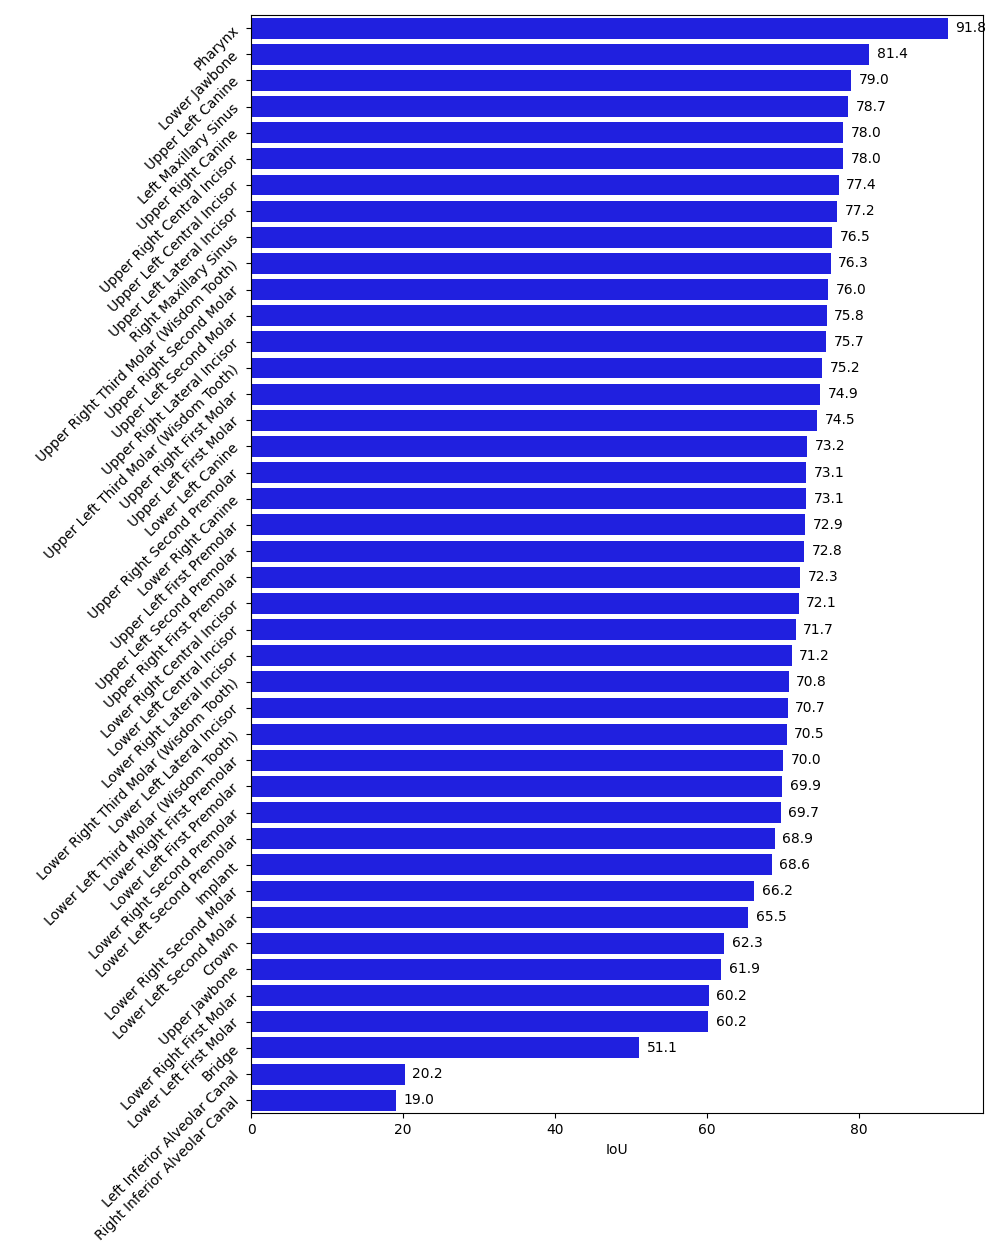 Pharynx 91.8
Lower Jawbone 81.4
Upper Left Canine 79.0
Left Maxillary Sinus 78.7
Upper Right Canine 78.0
Upper Right Central Incisor 78.0
Upper Left Central Incisor 77.4
Upper Left Lateral Incisor 77.2
Right Maxillary Sinus 76.5
Upper Right Third Molar (Wisdom Tooth) 76.3
Upper Right Second Molar 76.0
Upper Left Second Molar 75.8
Upper Right Lateral Incisor 75.7
Upper Left Third Molar (Wisdom Tooth) 75.2
Upper Right First Molar 74.9
Upper Left First Molar 74.5
Lower Left Canine 73.2
Upper Right Second Premolar 73.1
Lower Right Canine 73.1
Upper Left First Premolar 72.9
Upper Left Second Premolar 72.8
Upper Right First Premolar 72.3
Lower Right Central Incisor 72.1
Lower Left Central Incisor 71.7
Lower Right Lateral Incisor 71.2
Lower Right Third Molar (Wisdom Tooth) 70.8
Lower Left Lateral Incisor 70.7
Lower Left Third Molar (Wisdom Tooth) 70.5
Lower Right First Premolar 70.0
Lower Left First Premolar 69.9
Lower Right Second Premolar 69.7
Lower Left Second Premolar 68.9
Implant 68.6
Lower Right Second Molar 66.2
Lower Left Second Molar 65.5
Crown 62.3
Upper Jawbone 61.9
Lower Right First Molar 60.2
Lower Left First Molar 60.2
Bridge 51.1
Left Inferior Alveolar Canal 20.2
Right Inferior Alveolar Canal 19.0
0 20 40 60 80
IoU